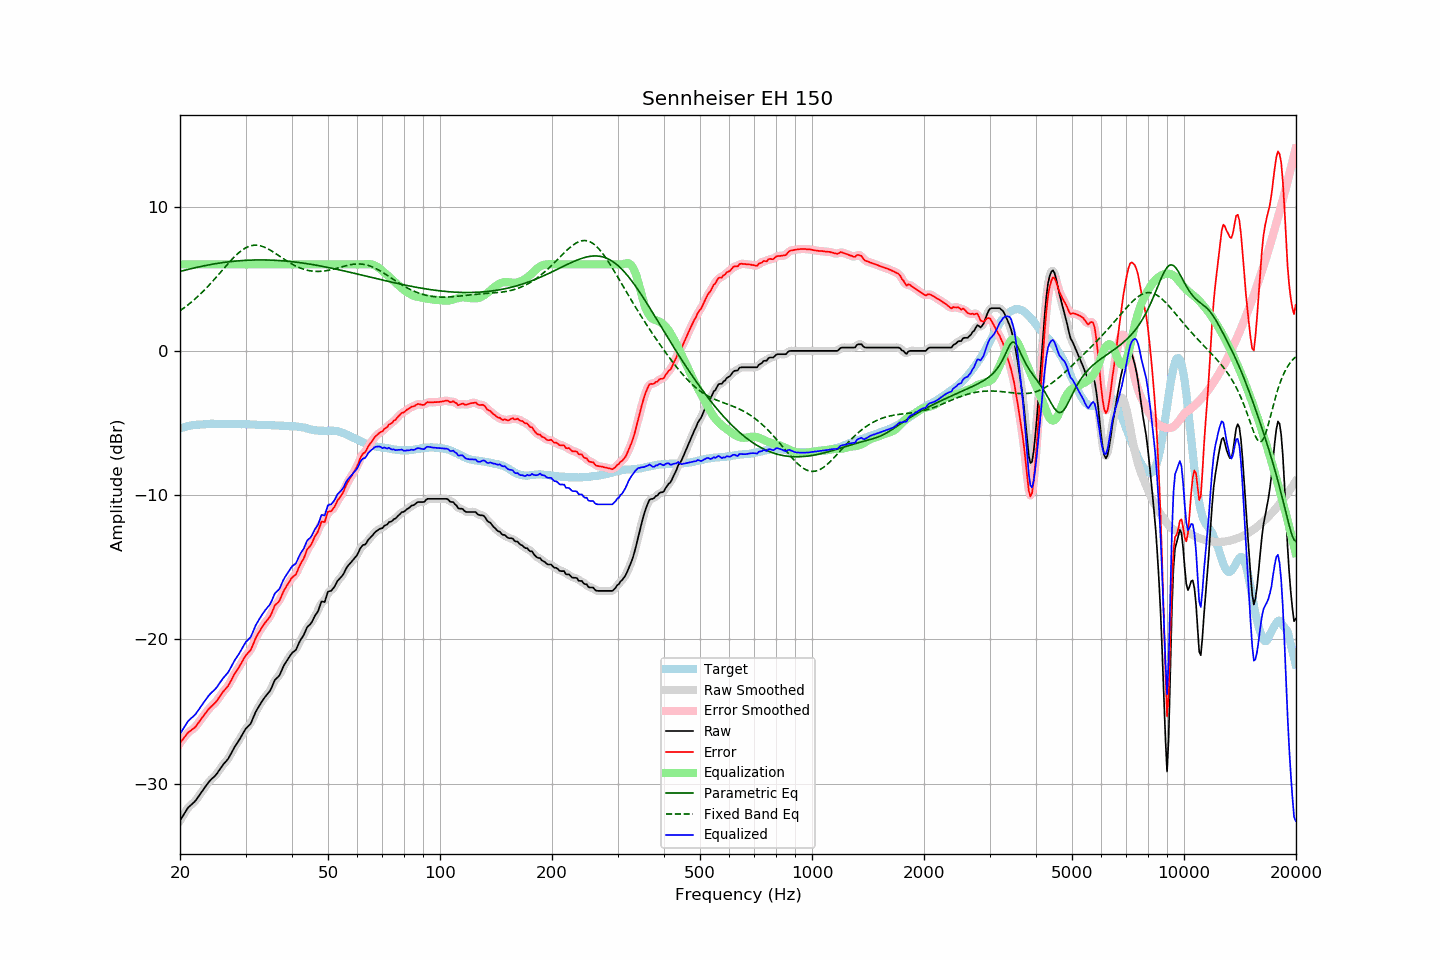 Sennheiser EH 150
Amplitude (dBr)
10
0
−10
−20
−30
Target
Raw Smoothed
Error Smoothed
Raw
Error
Equalization
Parametric Eq
Fixed Band Eq
Equalized
20 50 100 200 500 1000 2000 5000 10000 20000
Frequency (Hz)